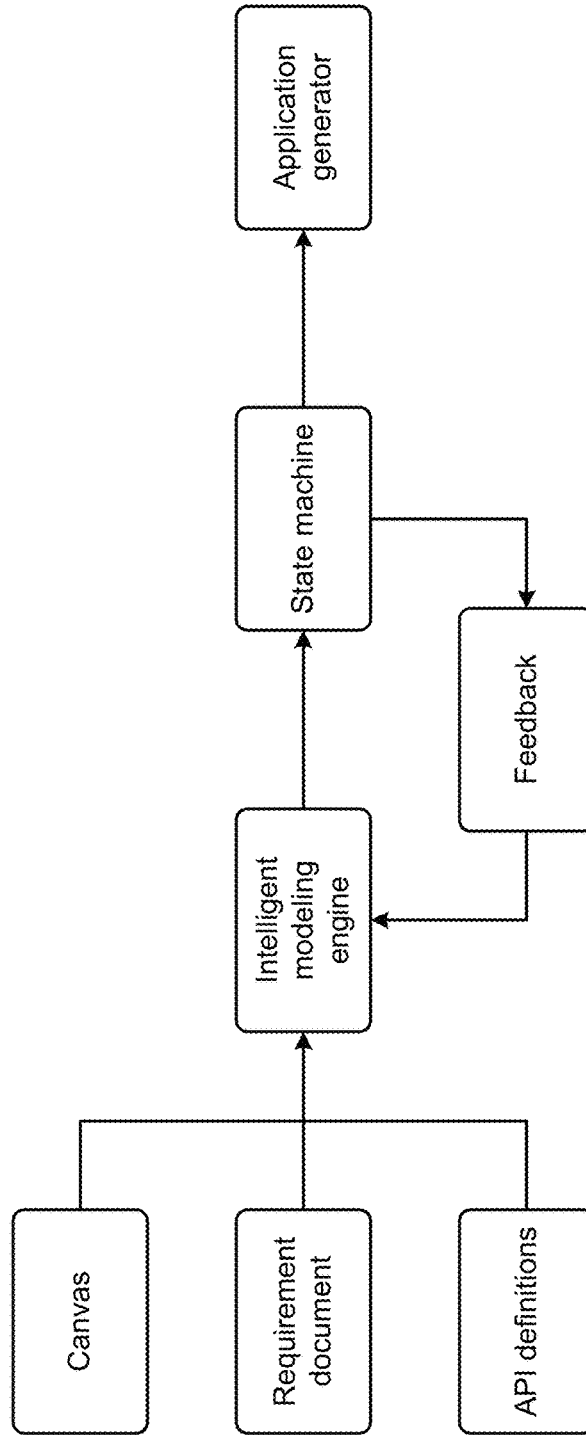 Canvas
Requirement
document
API definitions
Intelligent
modeling
engine
State machine
Feedback
Application
generator